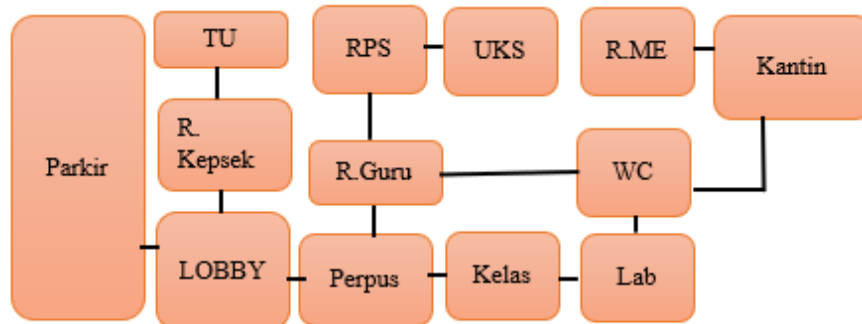 TU
RPS
UKS
R.ME
Kantin
R.
Kepsek
Parkir
R.Guru
WC
LOBBY
Perpus
Kelas
Lab